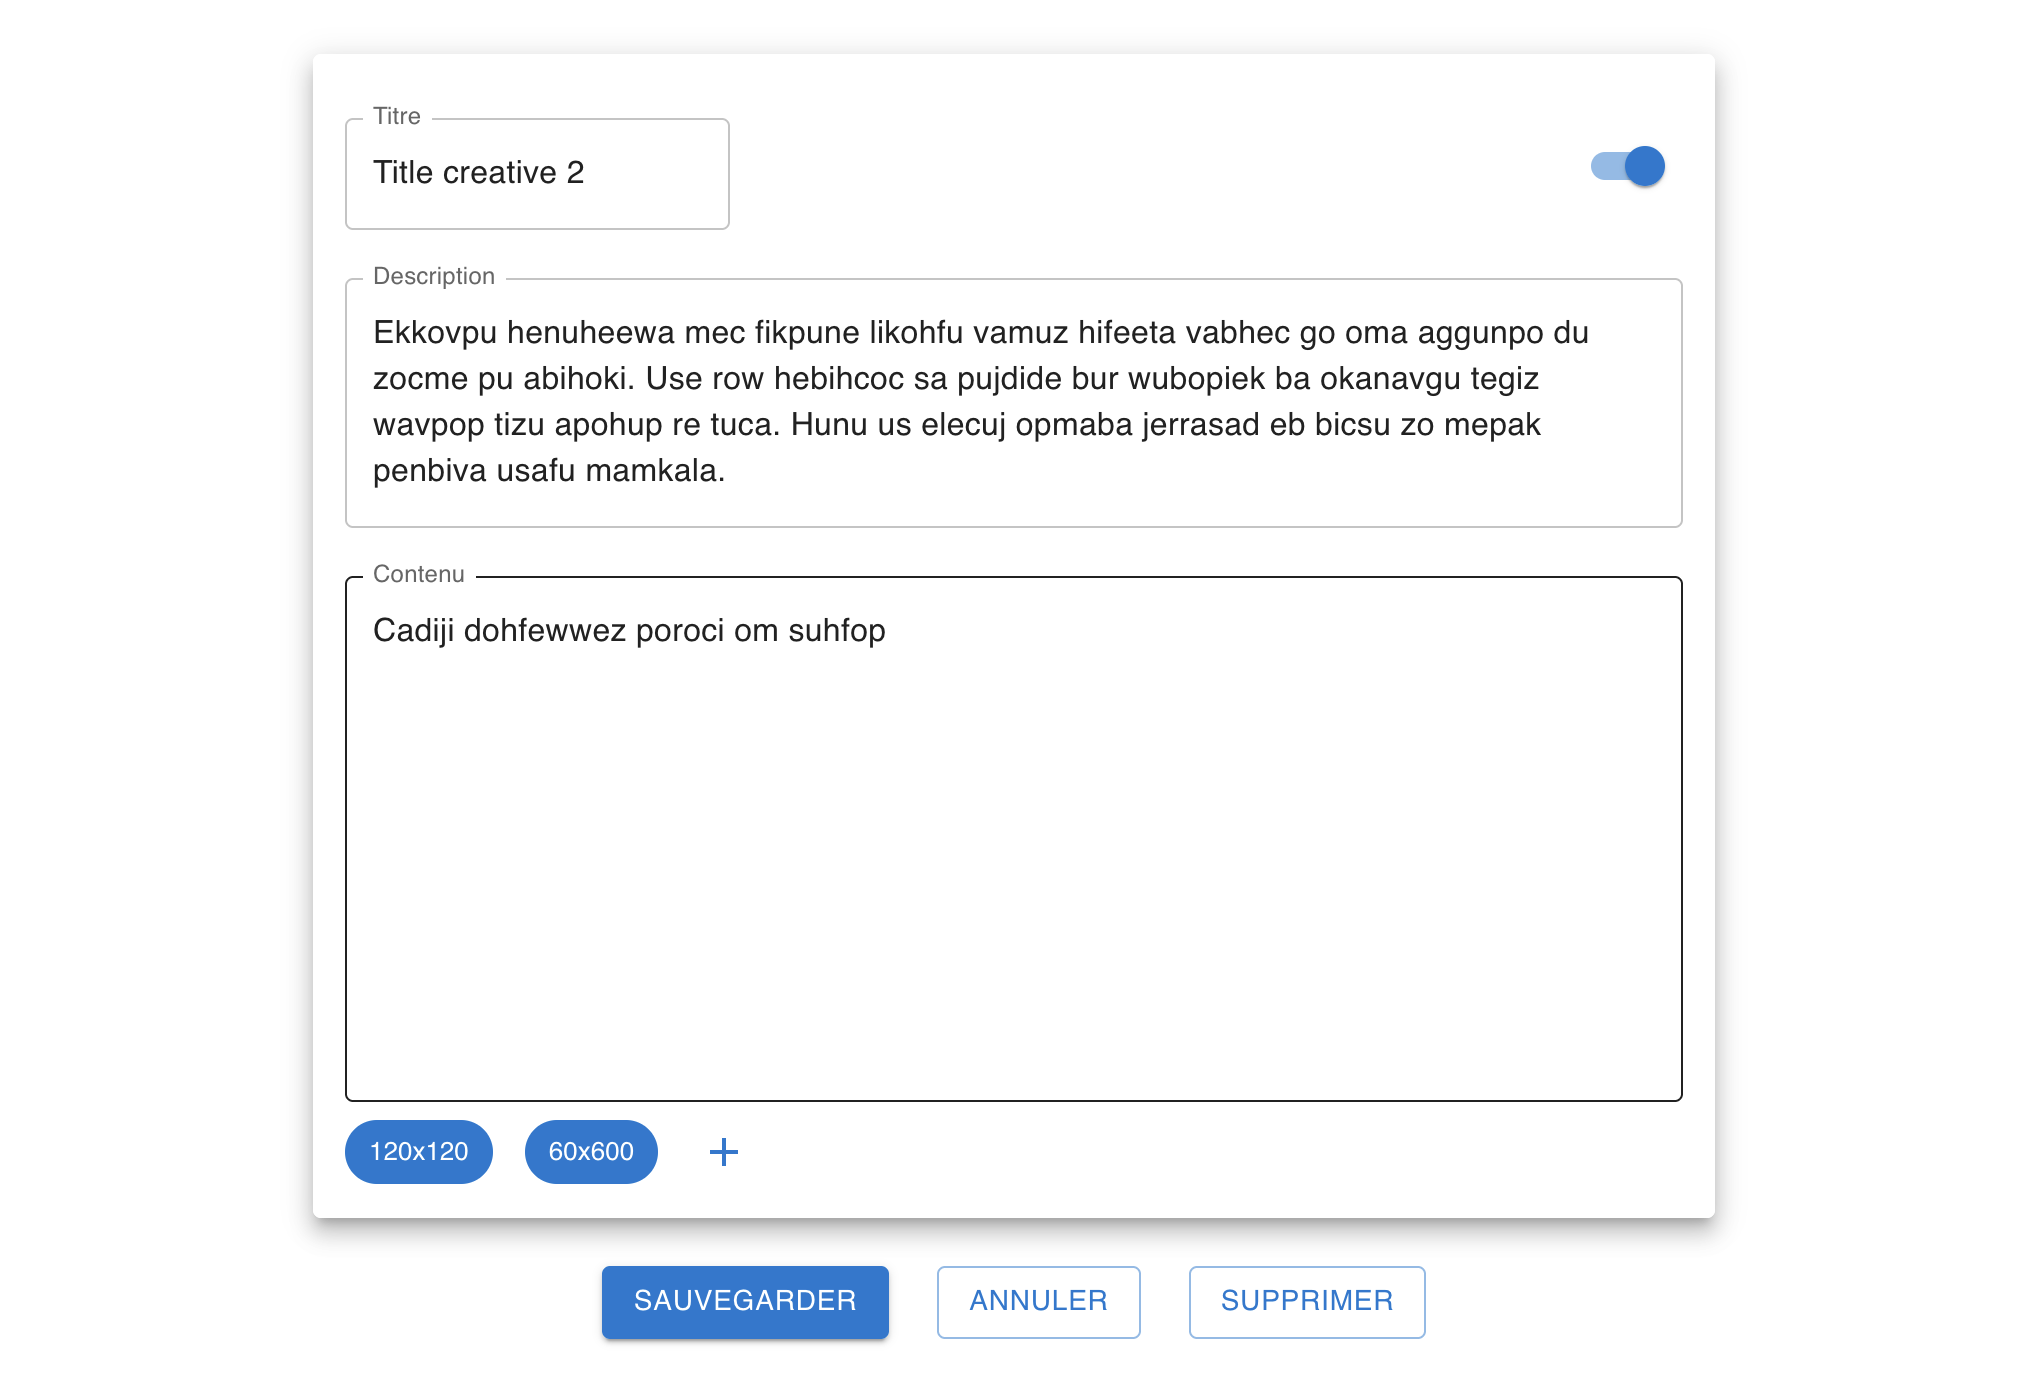 Titre
Title creative 2
Description
Ekkovpu henuheewa mec fikpune likohfu vamuz hifeeta vabhec go oma aggunpo du
zocme pu abihoki. Use row hebihcoc sa pujdide bur wubopiek ba okanavgu tegiz
wavpop tizu apohup re tuca. Hunu us elecuj opmaba jerrasad eb bicsu zo mepak
penbiva usafu mamkala.
Contenu
Cadiji dohfewwez poroci om suhfop
120x120 60x600 +
SAUVEGARDER ANNULER SUPPRIMER